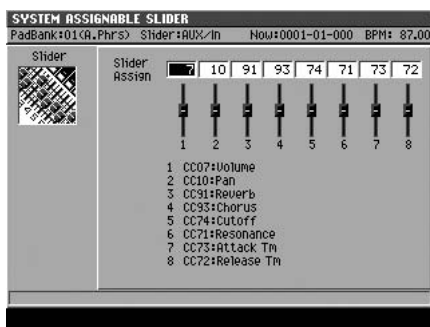 SYSTEM ASSIGNABLE SLIDER
PadBank:01(A.Phrs) Slider:AUX/In Now:0001-01-000 BPM: 87.00
Slider
Slider Assign 7 10 91 93 74 71 73 72
1 2 3 4 5 6 7 8
1 CC07:Volume
2 CC10:Pan
3 CC91:Reverb
4 CC93:Chorus
5 CC74:Cutoff
6 CC71:Resonance
7 CC73:Attack Tm
8 CC72:Release Tm